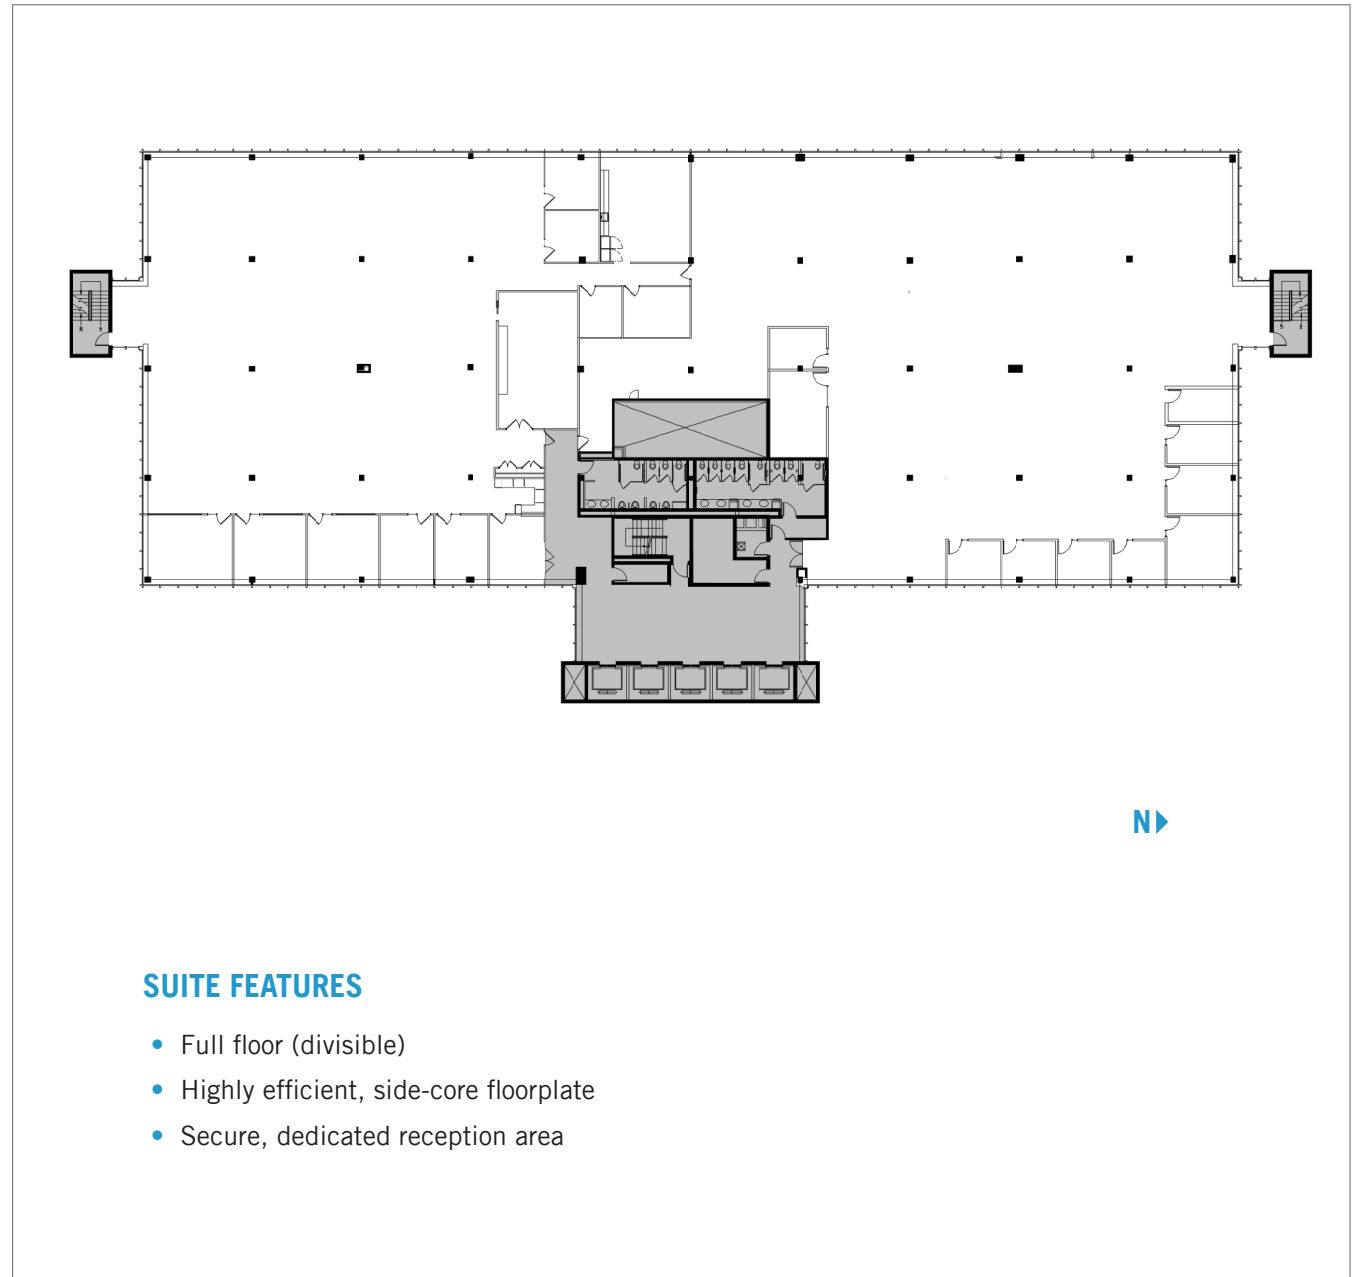 N
SUITE FEATURES
• Full floor (divisible)
• Highly efficient, side-core floorplate
• Secure, dedicated reception area